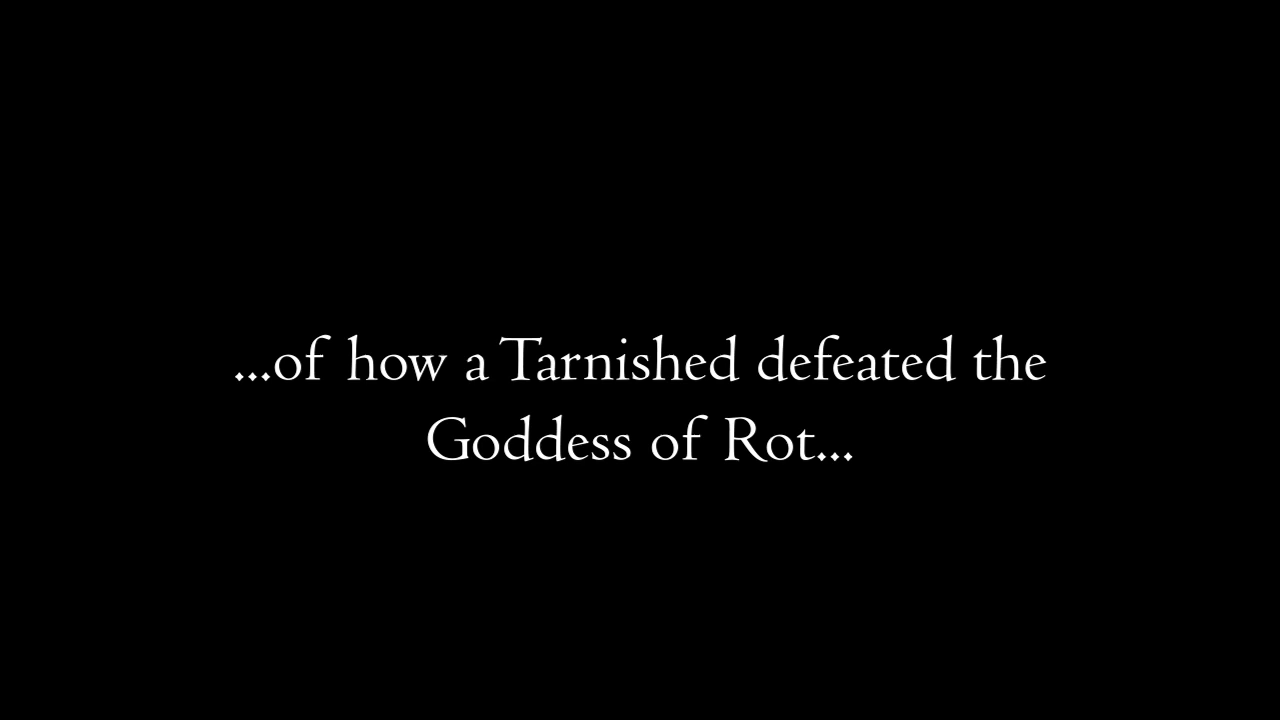 ...of how a Tarnished defeated the
Goddess of Rot...